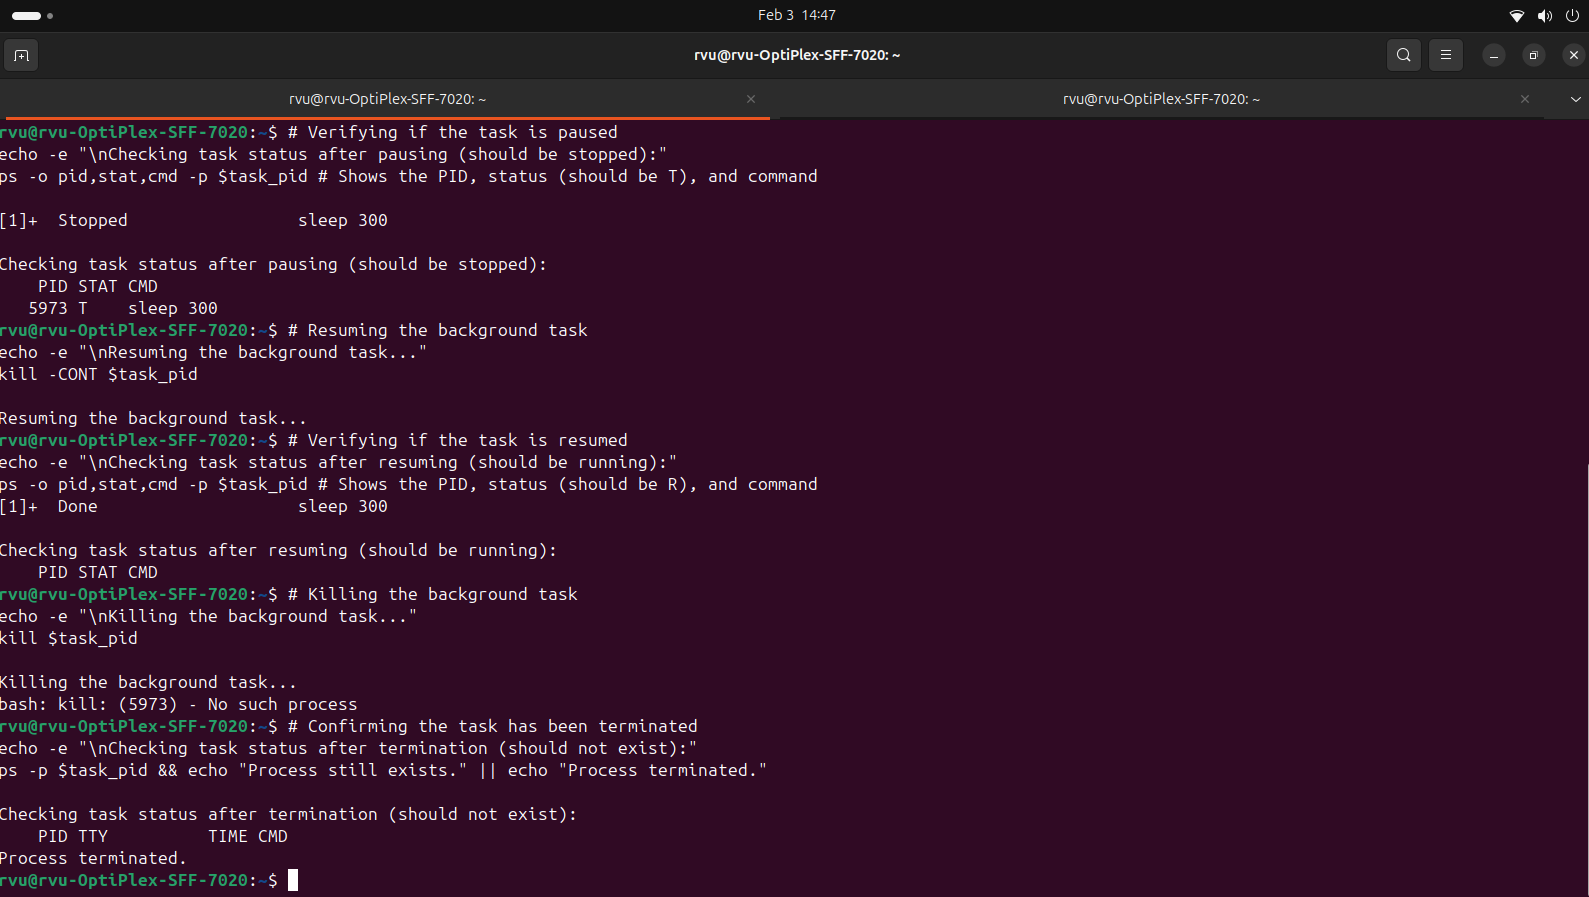 Feb 3 14:47
rvu@rvu-OptiPlex-SFF-7020: ~
rvu@rvu-OptiPlex-SFF-7020: ~
rvu@rvu-OptiPlex-SFF-7020: ~
rvu@rvu-OptiPlex-SFF-7020:~$ # Verifying if the task is paused
echo -e "\nChecking task status after pausing (should be stopped):"
ps -o pid,stat,cmd -p $task_pid # Shows the PID, status (should be T), and command
[1]+  Stopped                 sleep 300
Checking task status after pausing (should be stopped):
    PID STAT CMD
   5973 T    sleep 300
rvu@rvu-OptiPlex-SFF-7020:~$ # Resuming the background task
echo -e "\nResuming the background task..."
kill -CONT $task_pid
Resuming the background task...
rvu@rvu-OptiPlex-SFF-7020:~$ # Verifying if the task is resumed
echo -e "\nChecking task status after resuming (should be running):"
ps -o pid,stat,cmd -p $task_pid # Shows the PID, status (should be R), and command
[1]+  Done                    sleep 300
Checking task status after resuming (should be running):
    PID STAT CMD
rvu@rvu-OptiPlex-SFF-7020:~$ # Killing the background task
echo -e "\nKilling the background task..."
kill $task_pid
Killing the background task...
bash: kill: (5973) - No such process
rvu@rvu-OptiPlex-SFF-7020:~$ # Confirming the task has been terminated
echo -e "\nChecking task status after termination (should not exist):"
ps -p $task_pid && echo "Process still exists." || echo "Process terminated."
Checking task status after termination (should not exist):
    PID TTY          TIME CMD
Process terminated.
rvu@rvu-OptiPlex-SFF-7020:~$